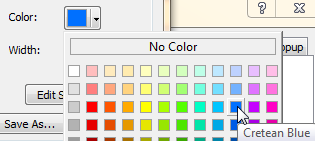 Color:
No Color
Width:
opup
Edit S
Save As...
Cretean Blue